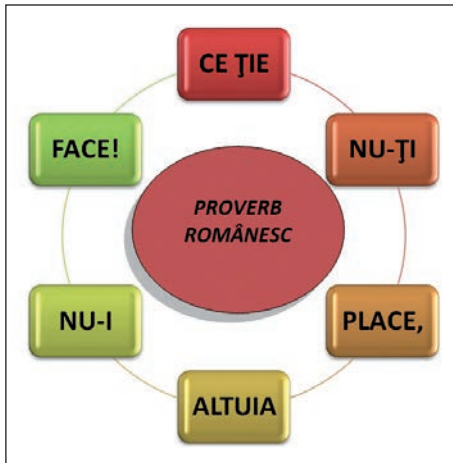 CE ŢIE
NU-ŢI
PLACE,
ALTUIA
NU-I
FACE!
PROVERB
ROMÂNESC